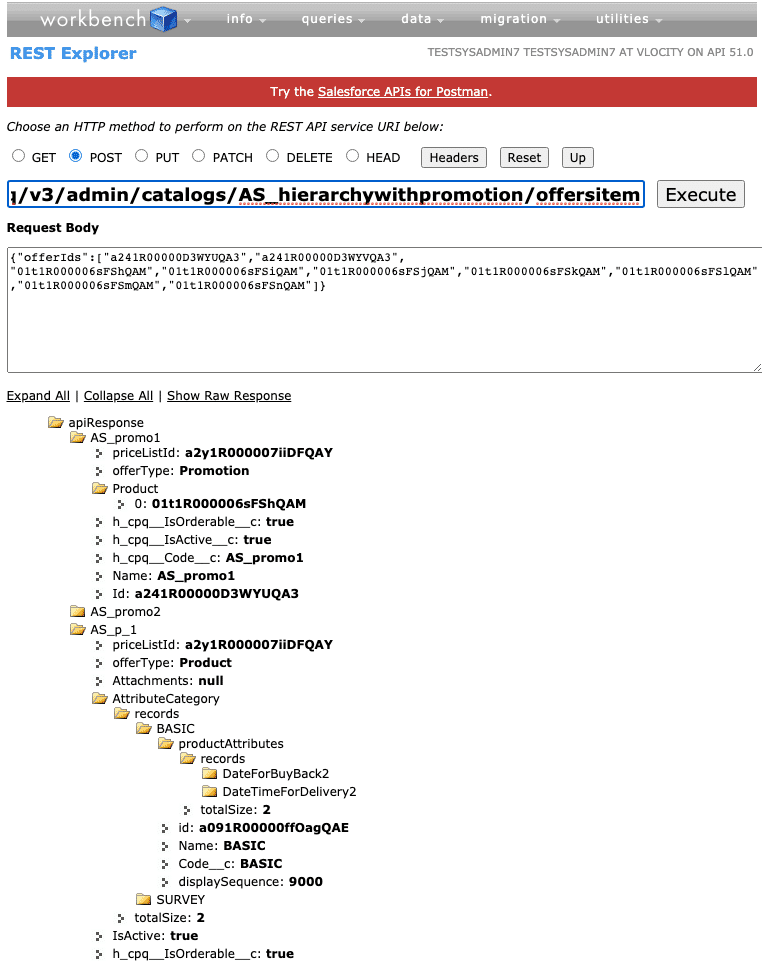 workbench info queries data migration utilities
REST Explorer TESTSYSADMIN7 TESTSYSADMIN7 AT VLOCITY ON API 51.0
Try the Salesforce APIs for Postman.
Choose an HTTP method to perform on the REST API service URI below:
GET POST PUT PATCH DELETE HEAD Headers Reset Up
/v3/admin/catalogs/AS_hierarchywithpromotion/offersitem Execute
Request Body
{"offerIds":["a241R00000D3WYUQA3","a241R00000D3WYVQA3",
"01t1R000006sFShQAM","01t1R000006sFSiQAM","01t1R000006sFSjQAM","01t1R000006sFSkQAM","01t1R000006sFSlQAM"
,"01t1R000006sFSmQAM","01t1R000006sFSnQAM"]}
Expand All | Collapse All | Show Raw Response
apiResponse
AS_promo1
priceListId: a2y1R000007iiDFQAY
offerType: Promotion
Product
0: 01t1R000006sFShQAM
h_cpq__IsOrderable__c: true
h_cpq__IsActive__c: true
h_cpq__Code__c: AS_promo1
Name: AS_promo1
Id: a241R00000D3WYUQA3
AS_promo2
AS_p_1
priceListId: a2y1R000007iiDFQAY
offerType: Product
Attachments: null
AttributeCategory
records
BASIC
productAttributes
records
DateForBuyBack2
DateTimeForDelivery2
totalSize: 2
id: a091R00000ffOagQAE
Name: BASIC
Code__c: BASIC
displaySequence: 9000
SURVEY
totalSize: 2
IsActive: true
h_cpq__IsOrderable__c: true